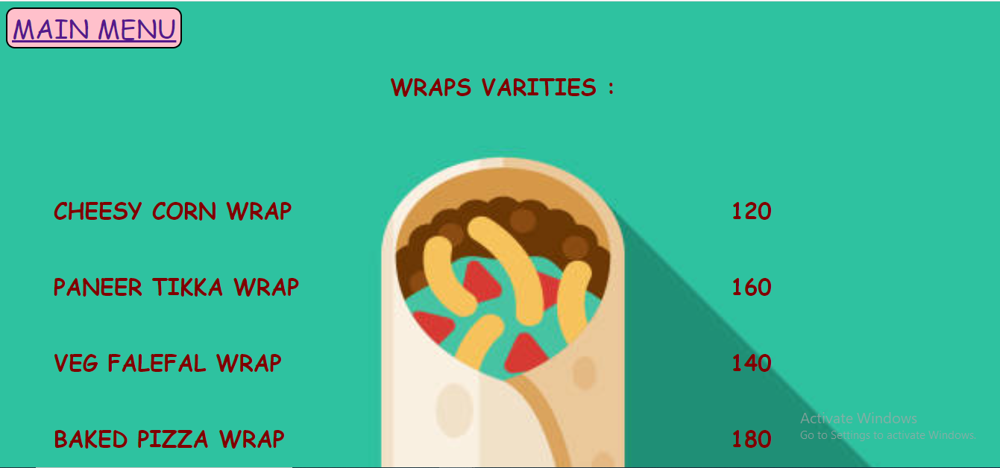 MAIN MENU
WRAPS VARITIES :
CHEESY CORN WRAP 120
PANEER TIKKA WRAP 160
VEG FALEFAL WRAP 140
BAKED PIZZA WRAP 180
Activate Windows
Go to Settings to activate Windows.